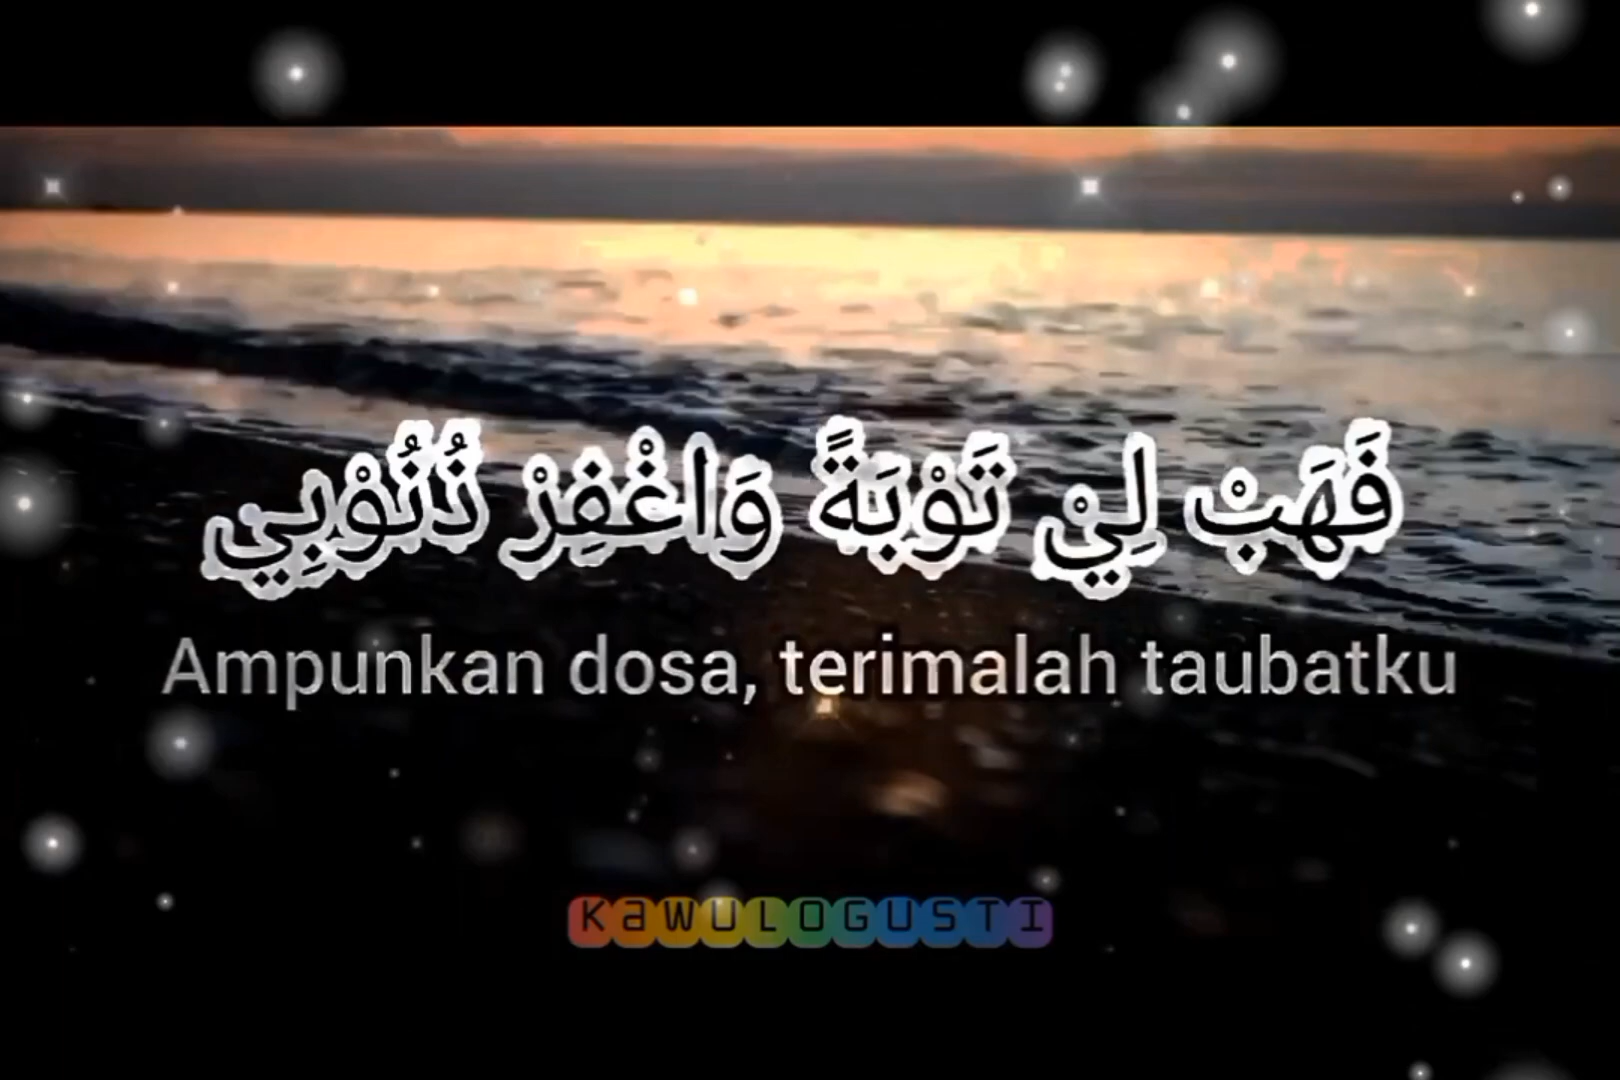 فَهَبْ لِيْ تَوْبَةً وَاغْفِرْ ذُنُوْبِي
Ampunkan dosa, terimalah taubatku
KaWULOGUSTI